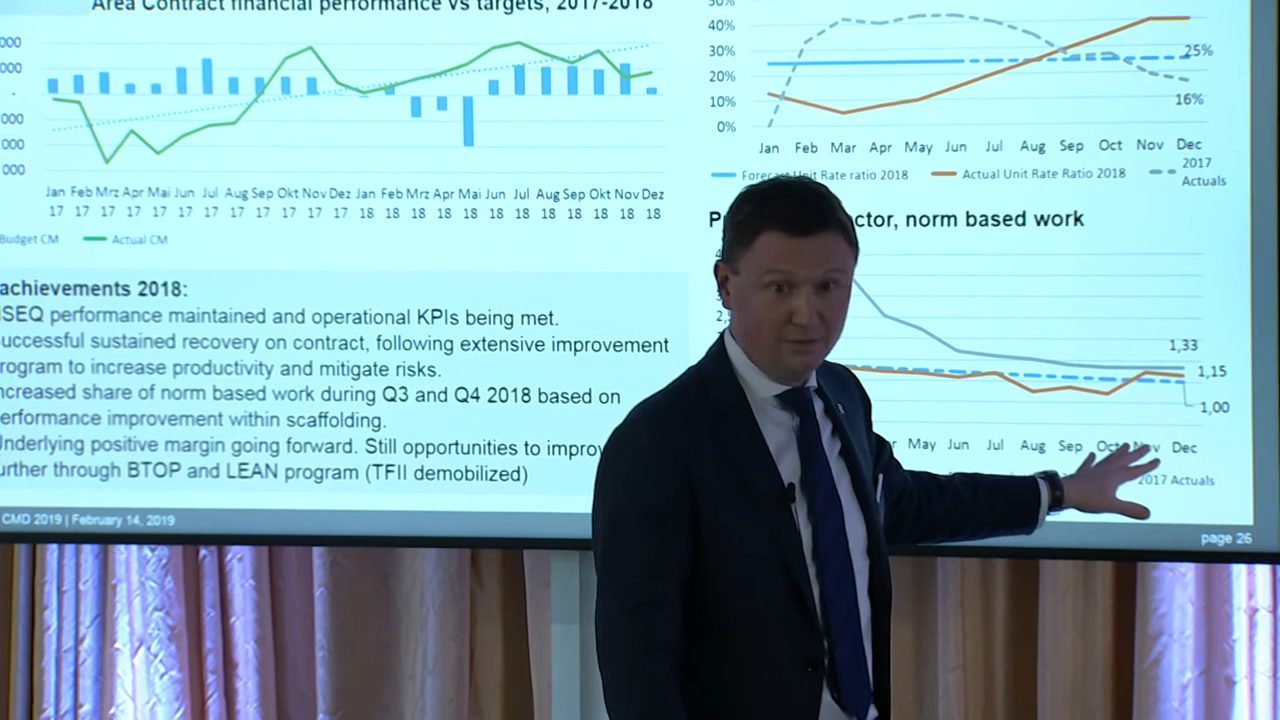 Area Contract financial performance vs targets, 2017-2018
000
000
-
000
000
000
Jan Feb Mrz Apr Mai Jun Jul Aug Sep Okt Nov Dez Jan Feb Mrz Apr Mai Jun Jul Aug Sep Okt Nov Dez
17 17 17 17 17 17 17 17 17 17 17 17 18 18 18 18 18 18 18 18 18 18 18 18
Budget CM Actual CM
achievements 2018:
SEQ performance maintained and operational KPIs being met.
uccessful sustained recovery on contract, following extensive improvement
rogram to increase productivity and mitigate risks.
ncreased share of norm based work during Q3 and Q4 2018 based on
erformance improvement within scaffolding.
Underlying positive margin going forward. Still opportunities to improv
urther through BTOP and LEAN program (TFII demobilized)
CMD 2019 | February 14, 2019
50%
40%
30%
20%
10%
0%
25%
16%
Jan Feb Mar Apr May Jun Jul Aug Sep Oct Nov Dec
Forecast Unit Rate ratio 2018 Actual Unit Rate Ratio 2018 2017
Actuals
ctor, norm based work
1,33
1,15
1,00
May Jun Jul Aug Sep Oct Nov Dec
2017 Actuals
page 26